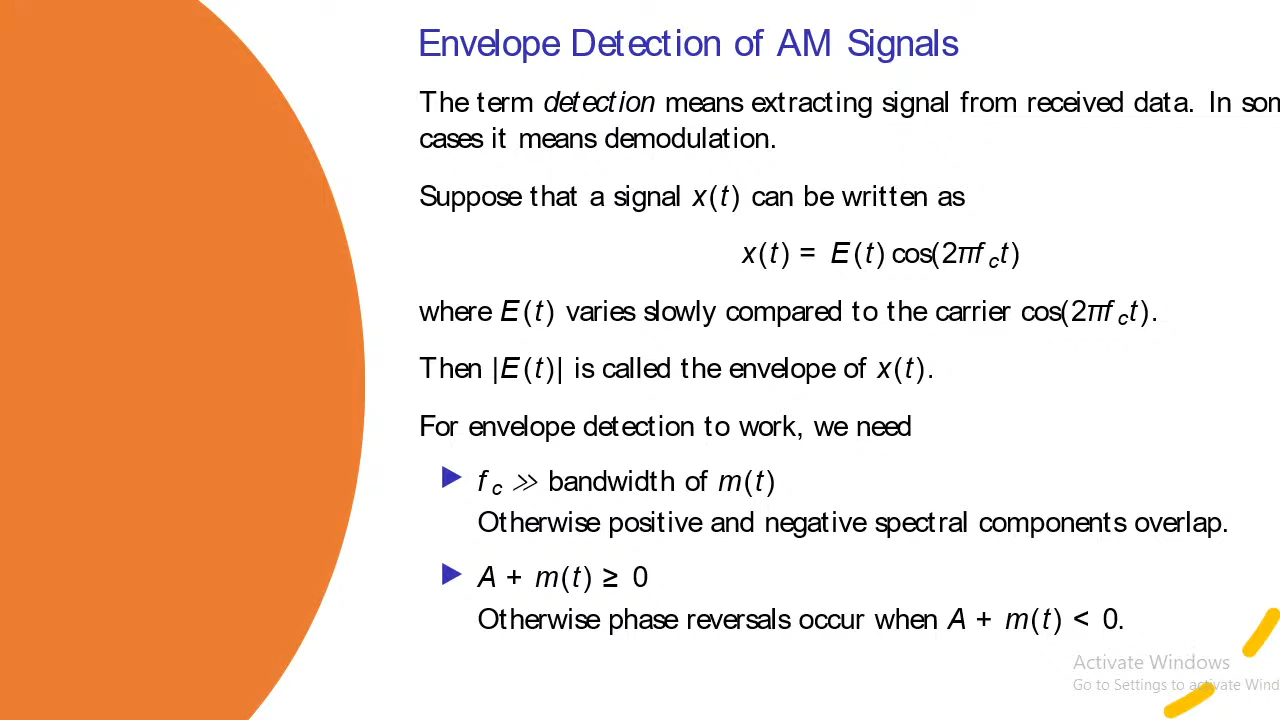 Envelope Detection of AM Signals
The term detection means extracting signal from received data. In som
cases it means demodulation.
Suppose that a signal x(t) can be written as
x(t) = E(t) cos(2πf_c t)
where E(t) varies slowly compared to the carrier cos(2πf_c t).
Then |E(t)| is called the envelope of x(t).
For envelope detection to work, we need
▶ f_c ≫ bandwidth of m(t)
Otherwise positive and negative spectral components overlap.
▶ A + m(t) ≥ 0
Otherwise phase reversals occur when A + m(t) < 0.
Activate Windows
Go to Settings to activate Wind